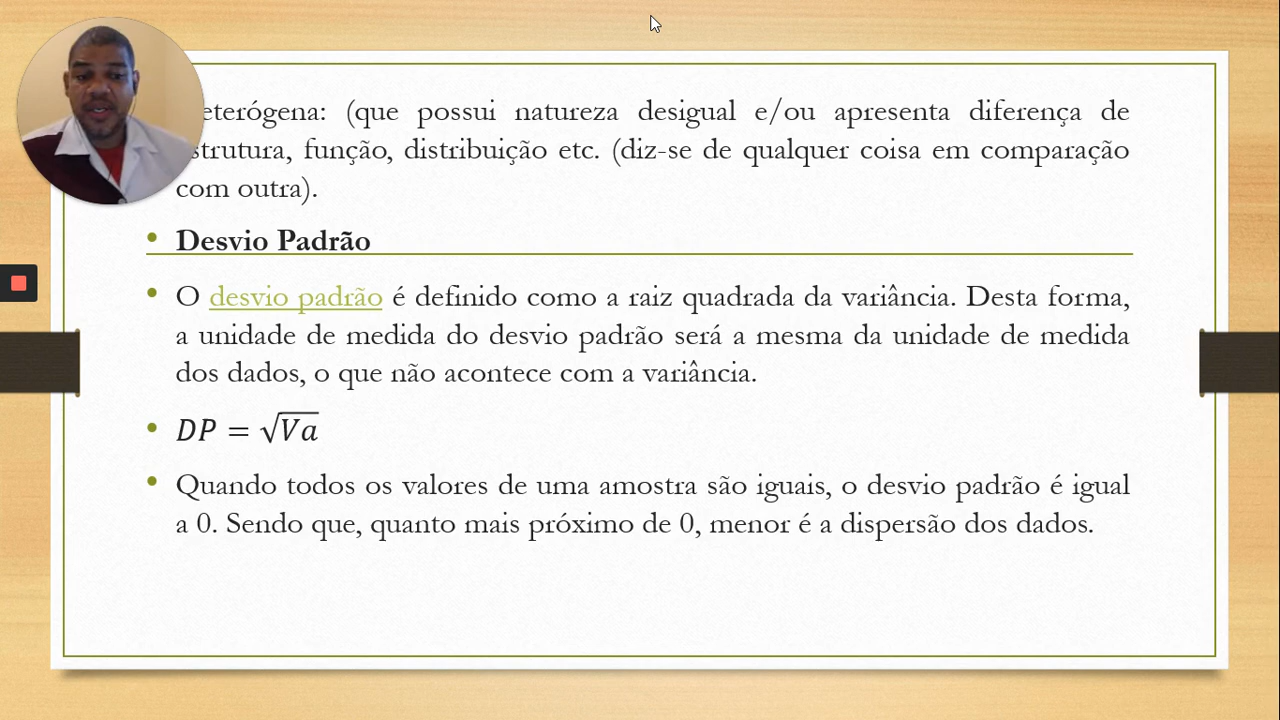 eterógena: (que possui natureza desigual e/ou apresenta diferença de
strutura, função, distribuição etc. (diz-se de qualquer coisa em comparação
com outra).
• Desvio Padrão
• O desvio padrão é definido como a raiz quadrada da variância. Desta forma,
a unidade de medida do desvio padrão será a mesma da unidade de medida
dos dados, o que não acontece com a variância.
• DP = √Va
• Quando todos os valores de uma amostra são iguais, o desvio padrão é igual
a 0. Sendo que, quanto mais próximo de 0, menor é a dispersão dos dados.